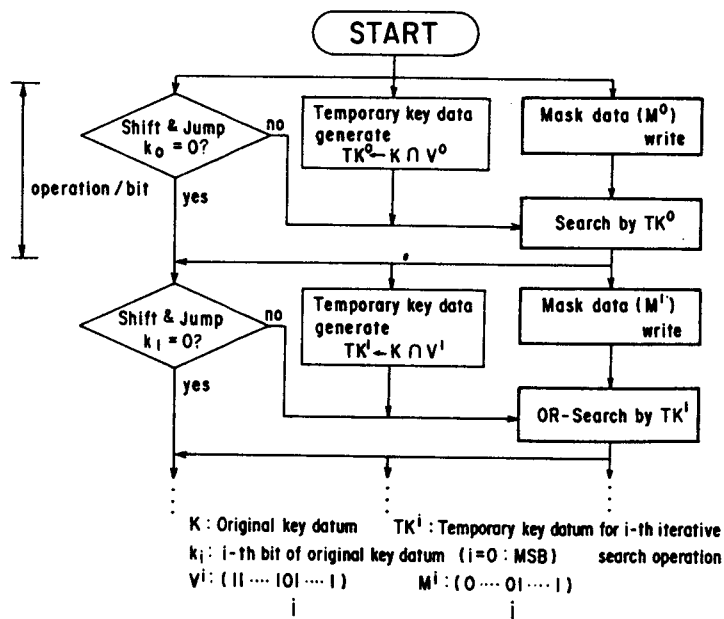 START
Shift & Jump
k₀ = 0?
no
yes
operation / bit
Temporary key data
generate
TK⁰ ← K ∩ V⁰
Mask data (M⁰)
write
Search by TK⁰
Shift & Jump
k₁ = 0?
no
yes
Temporary key data
generate
TK¹ ← K ∩ V¹
Mask data (M¹)
write
OR-Search by TK¹
K : Original key datum TKⁱ : Temporary key datum for i-th iterative
kᵢ : i-th bit of original key datum (i=0 : MSB) search operation
Vⁱ : (11 ···· 101 ···· 1) Mⁱ : (0 ···· 01 ···· 1)
i i